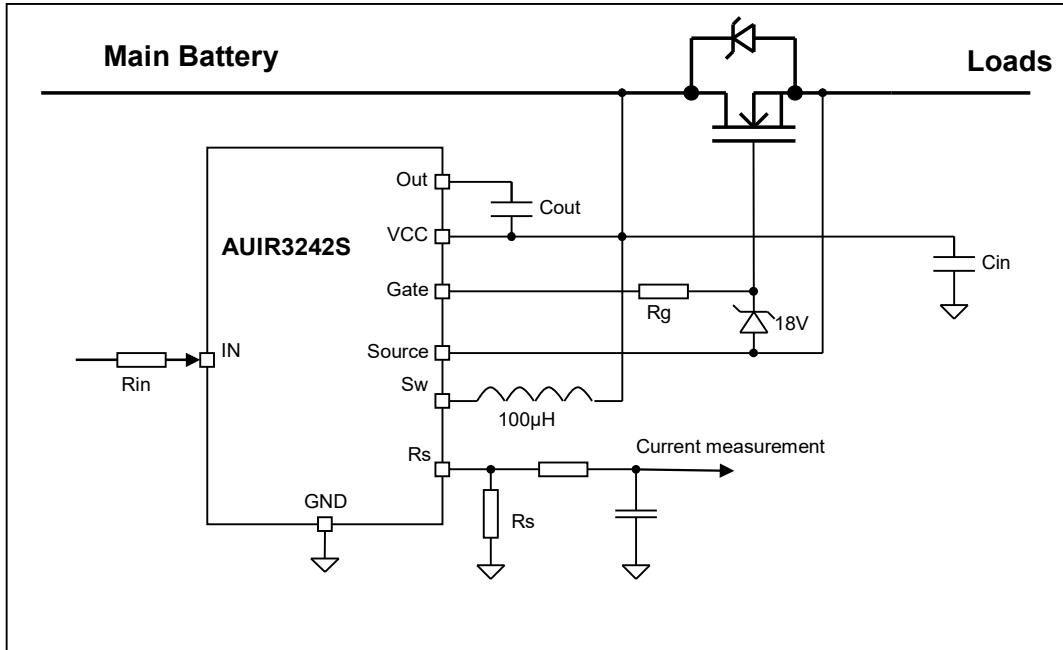 Main Battery
Loads
Out
Cout
VCC
AUIR3242S
Cin
Gate
Rg
18V
Source
IN
Rin
Sw
100µH
Rs
Current measurement
GND
Rs